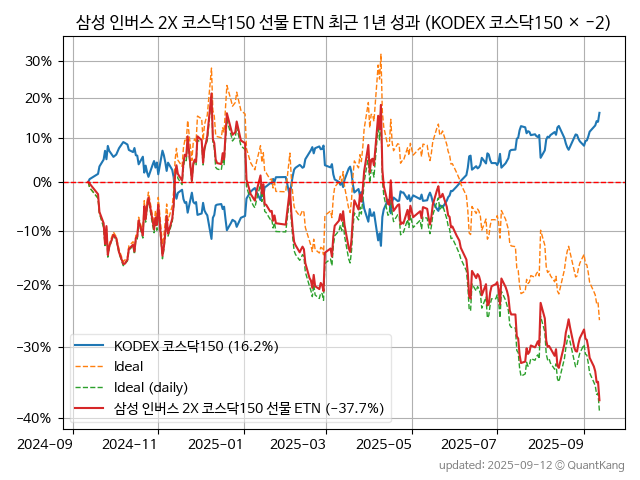 삼성 인버스 2X 코스닥150 선물 ETN 최근 1년 성과 (KODEX 코스닥150 × −2)
30%
20%
10%
0%
−10%
−20%
−30%
−40%
KODEX 코스닥150 (16.2%)
Ideal
Ideal (daily)
삼성 인버스 2X 코스닥150 선물 ETN (−37.7%)
2024-09
2024-11
2025-01
2025-03
2025-05
2025-07
2025-09
updated: 2025-09-12 © QuantKang